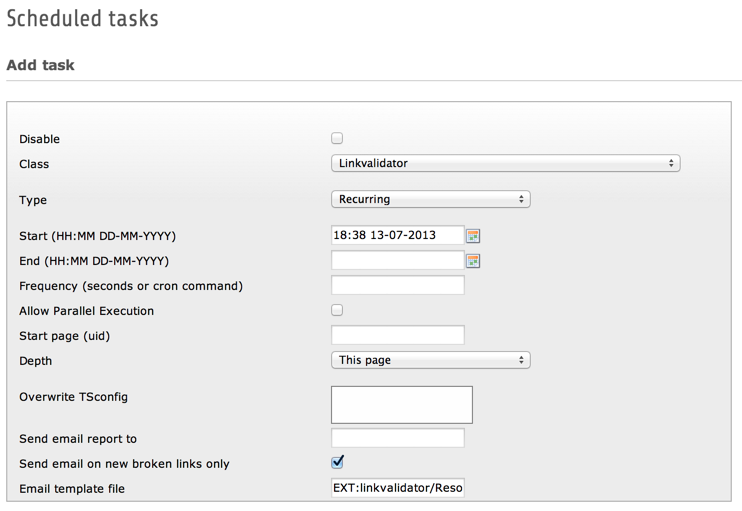 Scheduled tasks
Add task
Disable
Class Linkvalidator
Type Recurring
Start (HH:MM DD-MM-YYYY) 18:38 13-07-2013
End (HH:MM DD-MM-YYYY)
Frequency (seconds or cron command)
Allow Parallel Execution
Start page (uid)
Depth This page
Overwrite TSconfig
Send email report to
Send email on new broken links only
Email template file EXT:linkvalidator/Reso